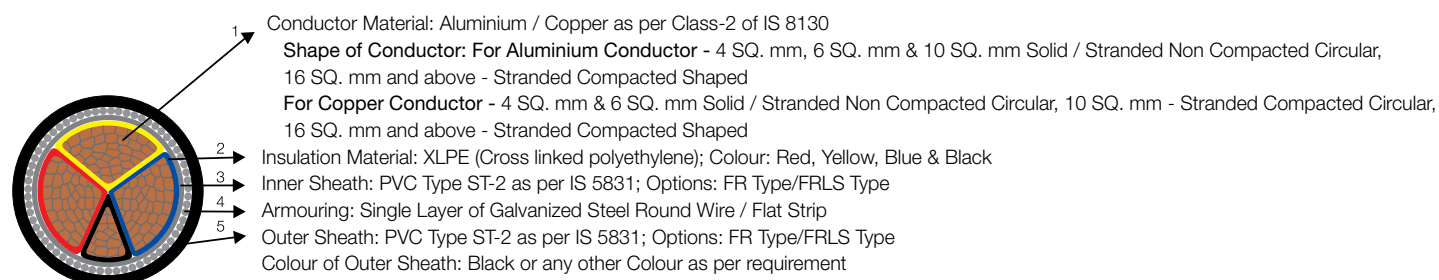 1 Conductor Material: Aluminium / Copper as per Class-2 of IS 8130
Shape of Conductor: For Aluminium Conductor - 4 SQ. mm, 6 SQ. mm & 10 SQ. mm Solid / Stranded Non Compacted Circular,
16 SQ. mm and above - Stranded Compacted Shaped
For Copper Conductor - 4 SQ. mm & 6 SQ. mm Solid / Stranded Non Compacted Circular, 10 SQ. mm - Stranded Compacted Circular,
16 SQ. mm and above - Stranded Compacted Shaped
2 Insulation Material: XLPE (Cross linked polyethylene); Colour: Red, Yellow, Blue & Black
3 Inner Sheath: PVC Type ST-2 as per IS 5831; Options: FR Type/FRLS Type
4 Armouring: Single Layer of Galvanized Steel Round Wire / Flat Strip
5 Outer Sheath: PVC Type ST-2 as per IS 5831; Options: FR Type/FRLS Type
Colour of Outer Sheath: Black or any other Colour as per requirement